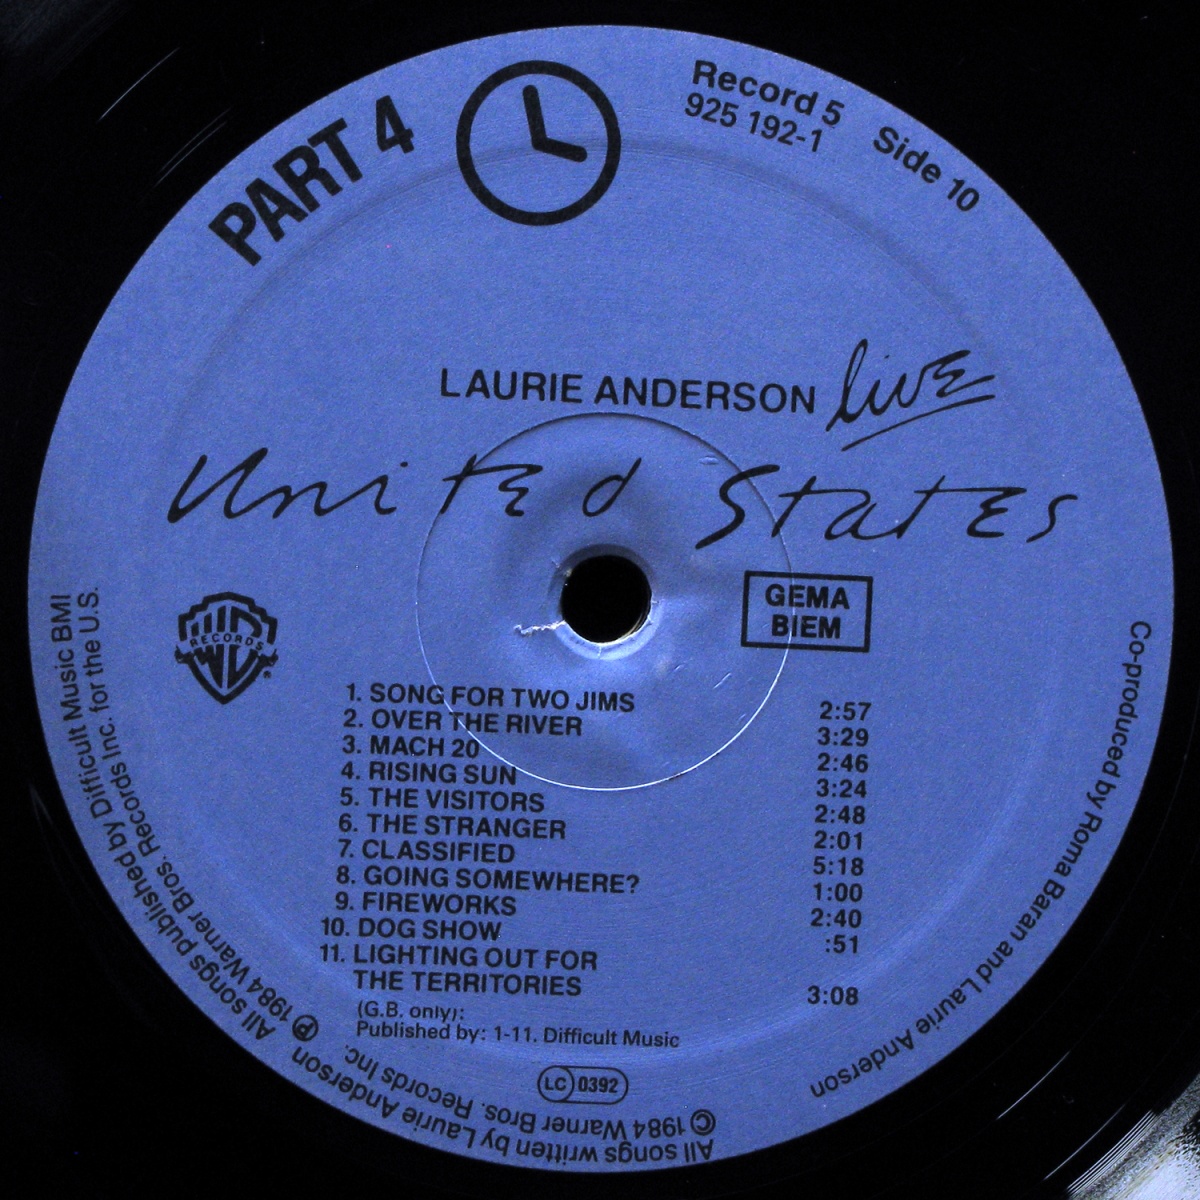 PART 4
Record 5 Side 10
925 192-1
LAURIE ANDERSON live
United States
RECORDS
GEMA
BIEM
1. SONG FOR TWO JIMS 2:57
2. OVER THE RIVER 3:29
3. MACH 20 2:46
4. RISING SUN 3:24
5. THE VISITORS 2:48
6. THE STRANGER 2:01
7. CLASSIFIED 5:18
8. GOING SOMEWHERE? 1:00
9. FIREWORKS 2:40
10. DOG SHOW :51
11. LIGHTING OUT FOR
THE TERRITORIES 3:08
(G.B. only):
Published by: 1-11. Difficult Music
LC 0392
Co-produced by Roma Baran and Laurie Anderson
All songs written by Laurie Anderson All songs published by Difficult Music BMI
© 1984 Warner Bros. Records Inc. ℗ 1984 Warner Bros. Records Inc. for the U.S.